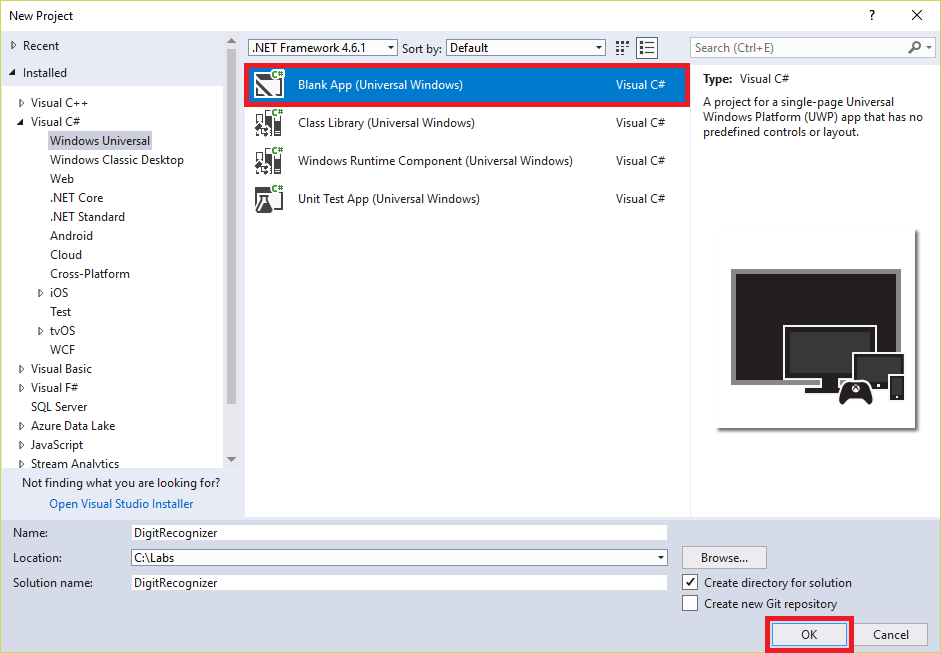 New Project
?
Recent
Installed
Visual C++
Visual C#
Windows Universal
Windows Classic Desktop
Web
.NET Core
.NET Standard
Android
Cloud
Cross-Platform
iOS
Test
tvOS
WCF
Visual Basic
Visual F#
SQL Server
Azure Data Lake
JavaScript
Stream Analytics
Not finding what you are looking for?
Open Visual Studio Installer
.NET Framework 4.6.1
Sort by: Default
C# Blank App (Universal Windows) Visual C#
C# Class Library (Universal Windows) Visual C#
C# Windows Runtime Component (Universal Windows) Visual C#
C# Unit Test App (Universal Windows) Visual C#
Search (Ctrl+E)
Type: Visual C#
A project for a single-page Universal
Windows Platform (UWP) app that has no
predefined controls or layout.
Name: DigitRecognizer
Location: C:\Labs
Browse...
Solution name: DigitRecognizer
Create directory for solution
Create new Git repository
OK
Cancel